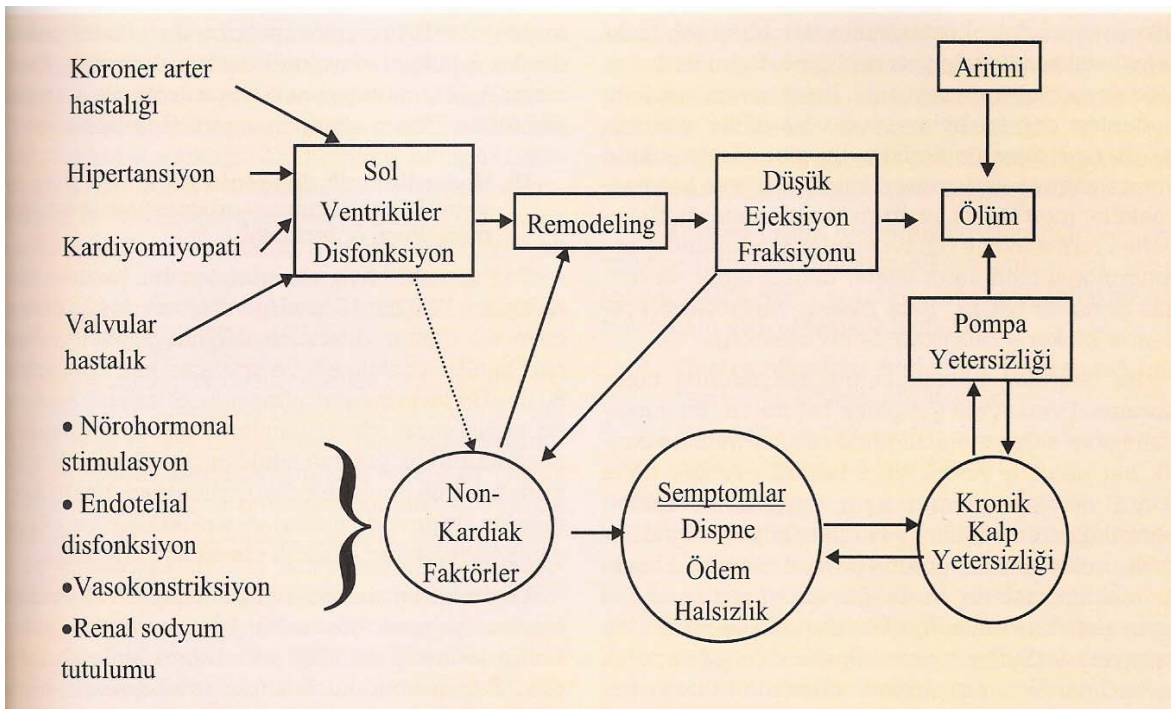 Koroner arter
hastalığı
Hipertansiyon
Kardiyomiyopati
Valvular
hastalık
Sol
Ventriküler
Disfonksiyon
Remodeling
Düşük
Ejeksiyon
Fraksiyonu
Aritmi
Ölüm
Pompa
Yetersizliği
• Nörohormonal
stimulasyon
• Endotelial
disfonksiyon
•Vasokonstriksiyon
•Renal sodyum
tutulumu
Non-
Kardiak
Faktörler
Semptomlar
Dispne
Ödem
Halsizlik
Kronik
Kalp
Yetersizliği